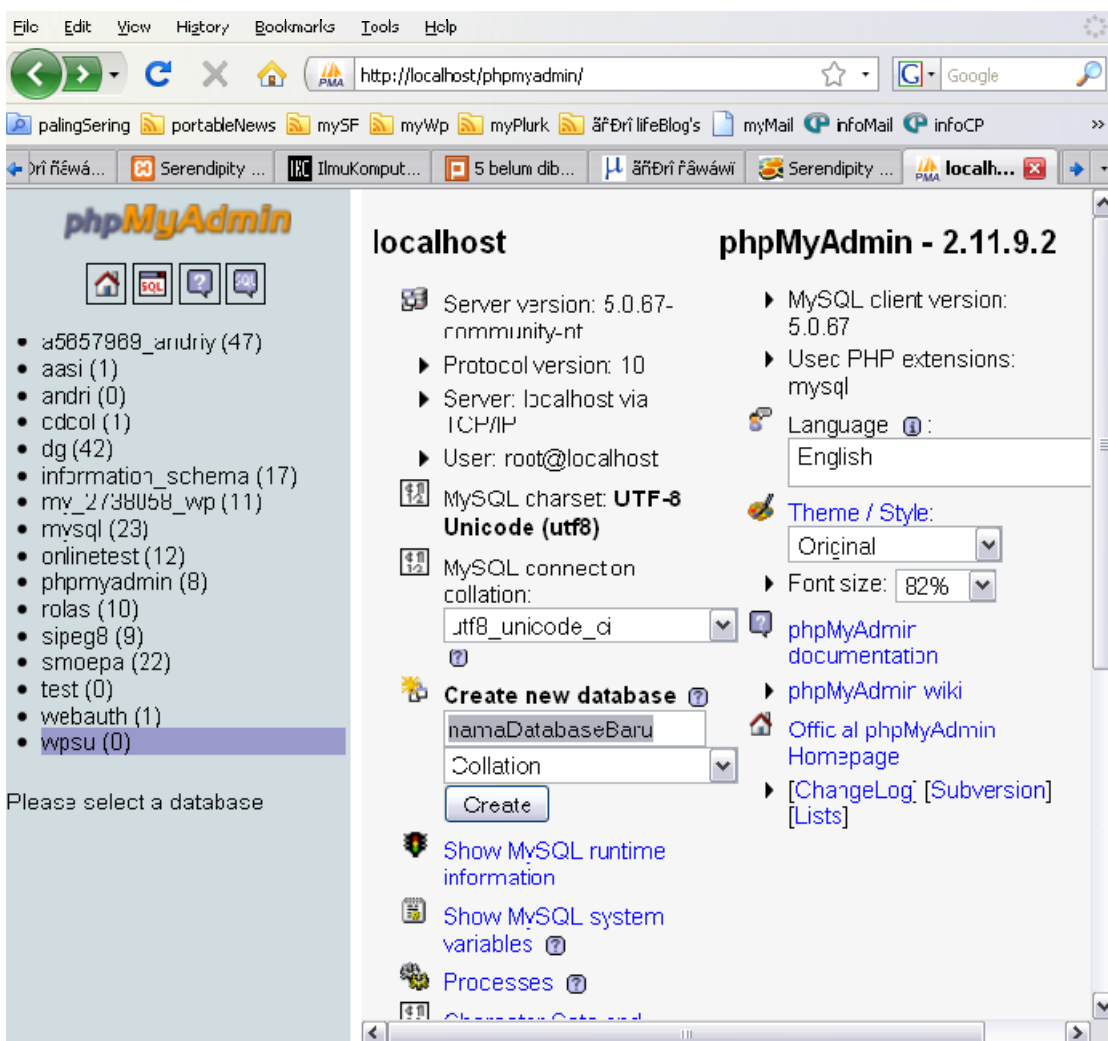 File Edit View History Bookmarks Tools Help
http://localhost/phpmyadmin/
Google
palingSering portableNews mySF myWp myPlurk lifeBlog's myMail infoMail infoCP »
Serendipity ... IlmuKomput... 5 belum dib... Serendipity ... localh...
phpMyAdmin
a5657969_andriy (47)
aasi (1)
andri (0)
cdcol (1)
dg (42)
information_schema (17)
my_2738058_wp (11)
mysql (23)
onlinetest (12)
phpmyadmin (8)
rolas (10)
sipeg8 (9)
smoepa (22)
test (0)
webauth (1)
wpsu (0)
Please select a database
localhost
Server version: 5.0.67-
community-nt
Protocol version: 10
Server: localhost via
TCP/IP
User: root@localhost
MySQL charset: UTF-8
Unicode (utf8)
MySQL connection
collation:
utf8_unicode_ci
Create new database
namaDatabaseBaru
Collation
Create
Show MySQL runtime
information
Show MySQL system
variables
Processes
Character Sets and
phpMyAdmin - 2.11.9.2
MySQL client version:
5.0.67
Used PHP extensions:
mysql
Language :
English
Theme / Style:
Original
Font size: 82%
phpMyAdmin
documentation
phpMyAdmin wiki
Official phpMyAdmin
Homepage
[ChangeLog] [Subversion]
[Lists]